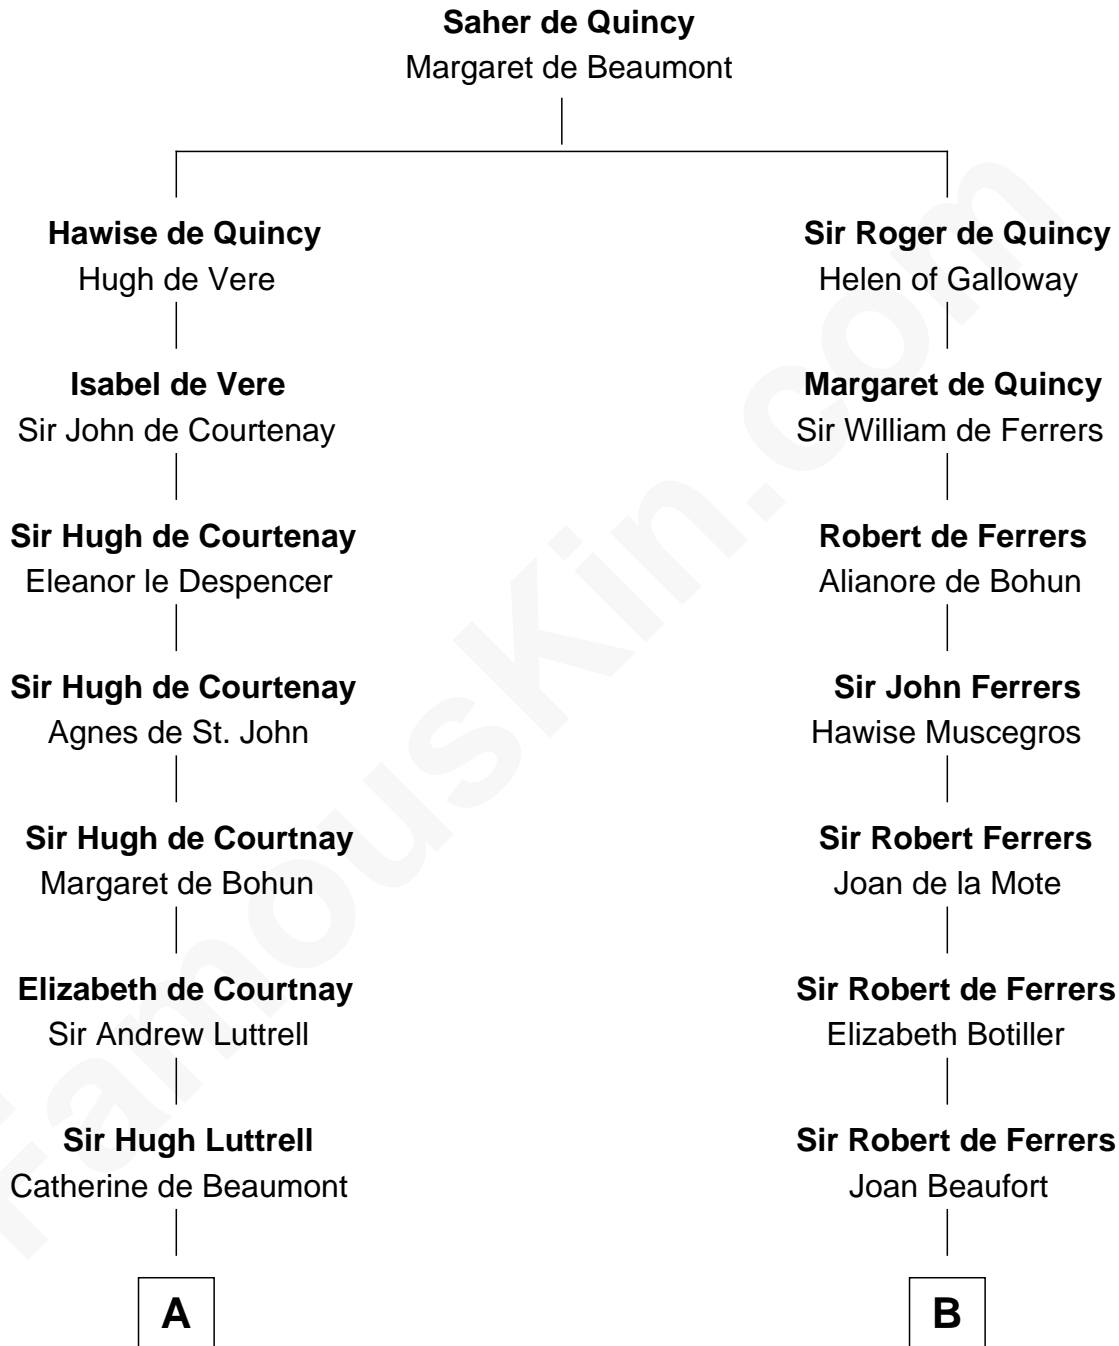 Saher de Quincy
Margaret de Beaumont
Hawise de Quincy
Hugh de Vere
Sir Roger de Quincy
Helen of Galloway
Isabel de Vere
Sir John de Courtenay
Margaret de Quincy
Sir William de Ferrers
Sir Hugh de Courtenay
Eleanor le Despencer
Robert de Ferrers
Alianore de Bohun
Sir Hugh de Courtenay
Agnes de St. John
Sir John Ferrers
Hawise Muscegros
Sir Hugh de Courtnay
Margaret de Bohun
Sir Robert Ferrers
Joan de la Mote
Elizabeth de Courtnay
Sir Andrew Luttrell
Sir Robert de Ferrers
Elizabeth Botiller
Sir Hugh Luttrell
Catherine de Beaumont
Sir Robert de Ferrers
Joan Beaufort
A
B
FamousKin.com